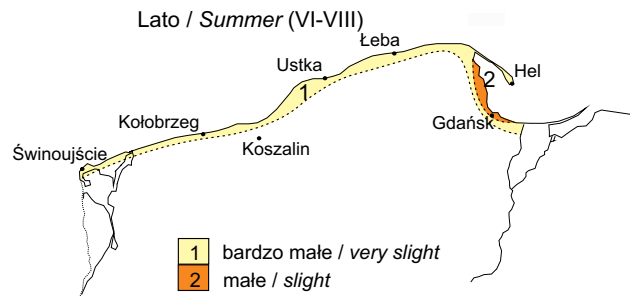 Lato / Summer (VI-VIII)
Łeba
Ustka
2
Hel
1
Kołobrzeg
Gdańsk
Koszalin
Świnoujście
1 bardzo małe / very slight
2 małe / slight